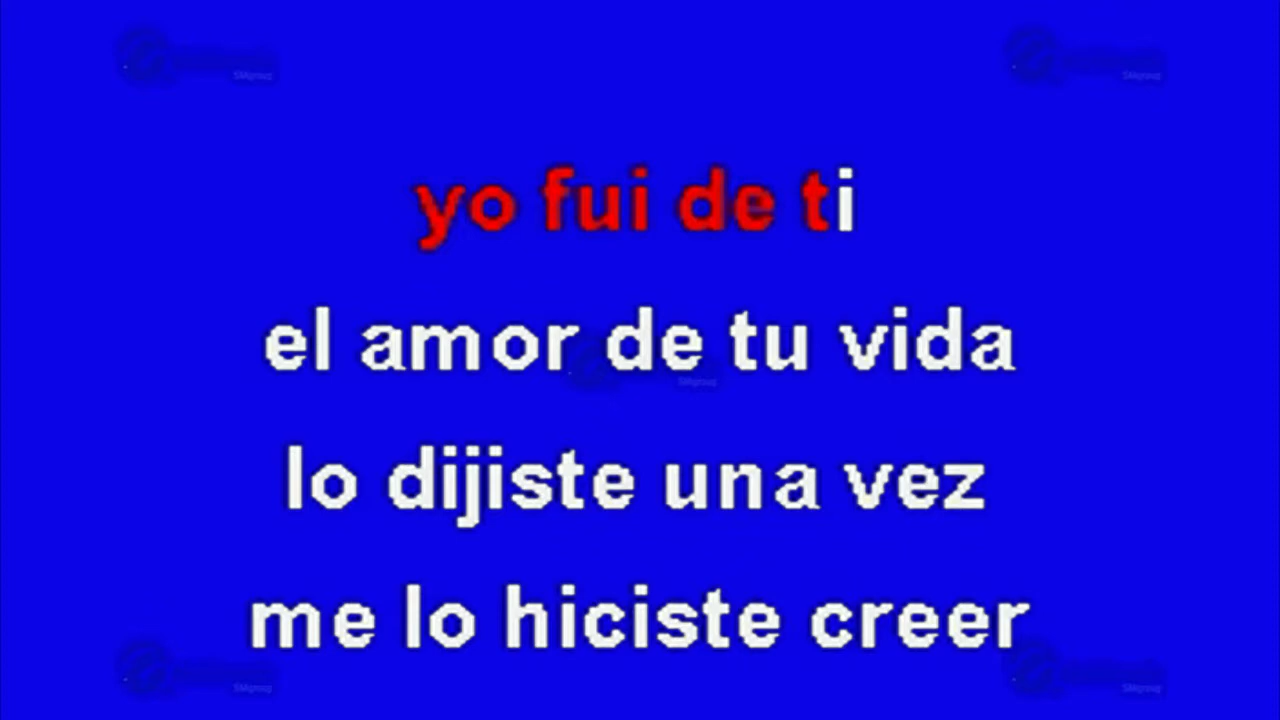 yo fui de ti
el amor de tu vida
lo dijiste una vez
me lo hiciste creer